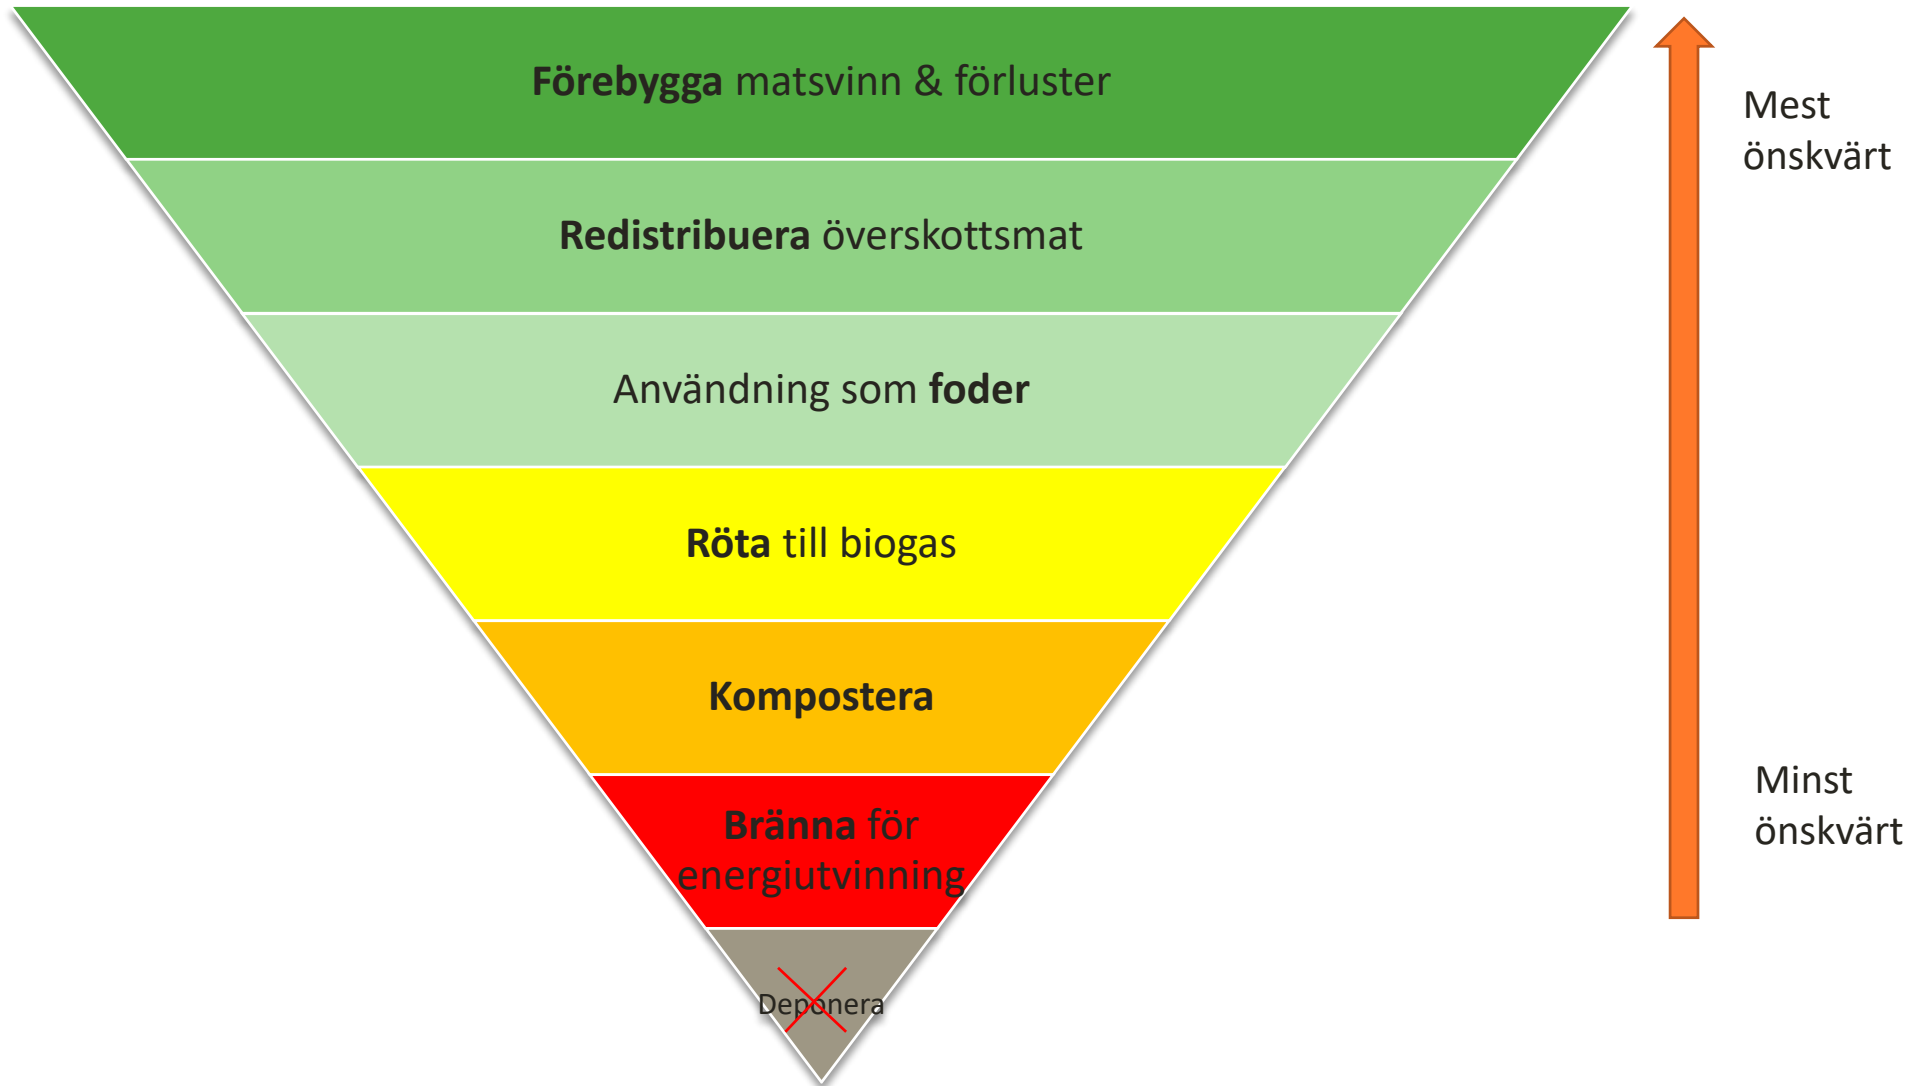 Förebygga matsvinn & förluster
Mest
önskvärt
Redistribuera överskottsmat
Användning som foder
Röta till biogas
Kompostera
Minst
önskvärt
Bränna för
energiutvinning
Deponera